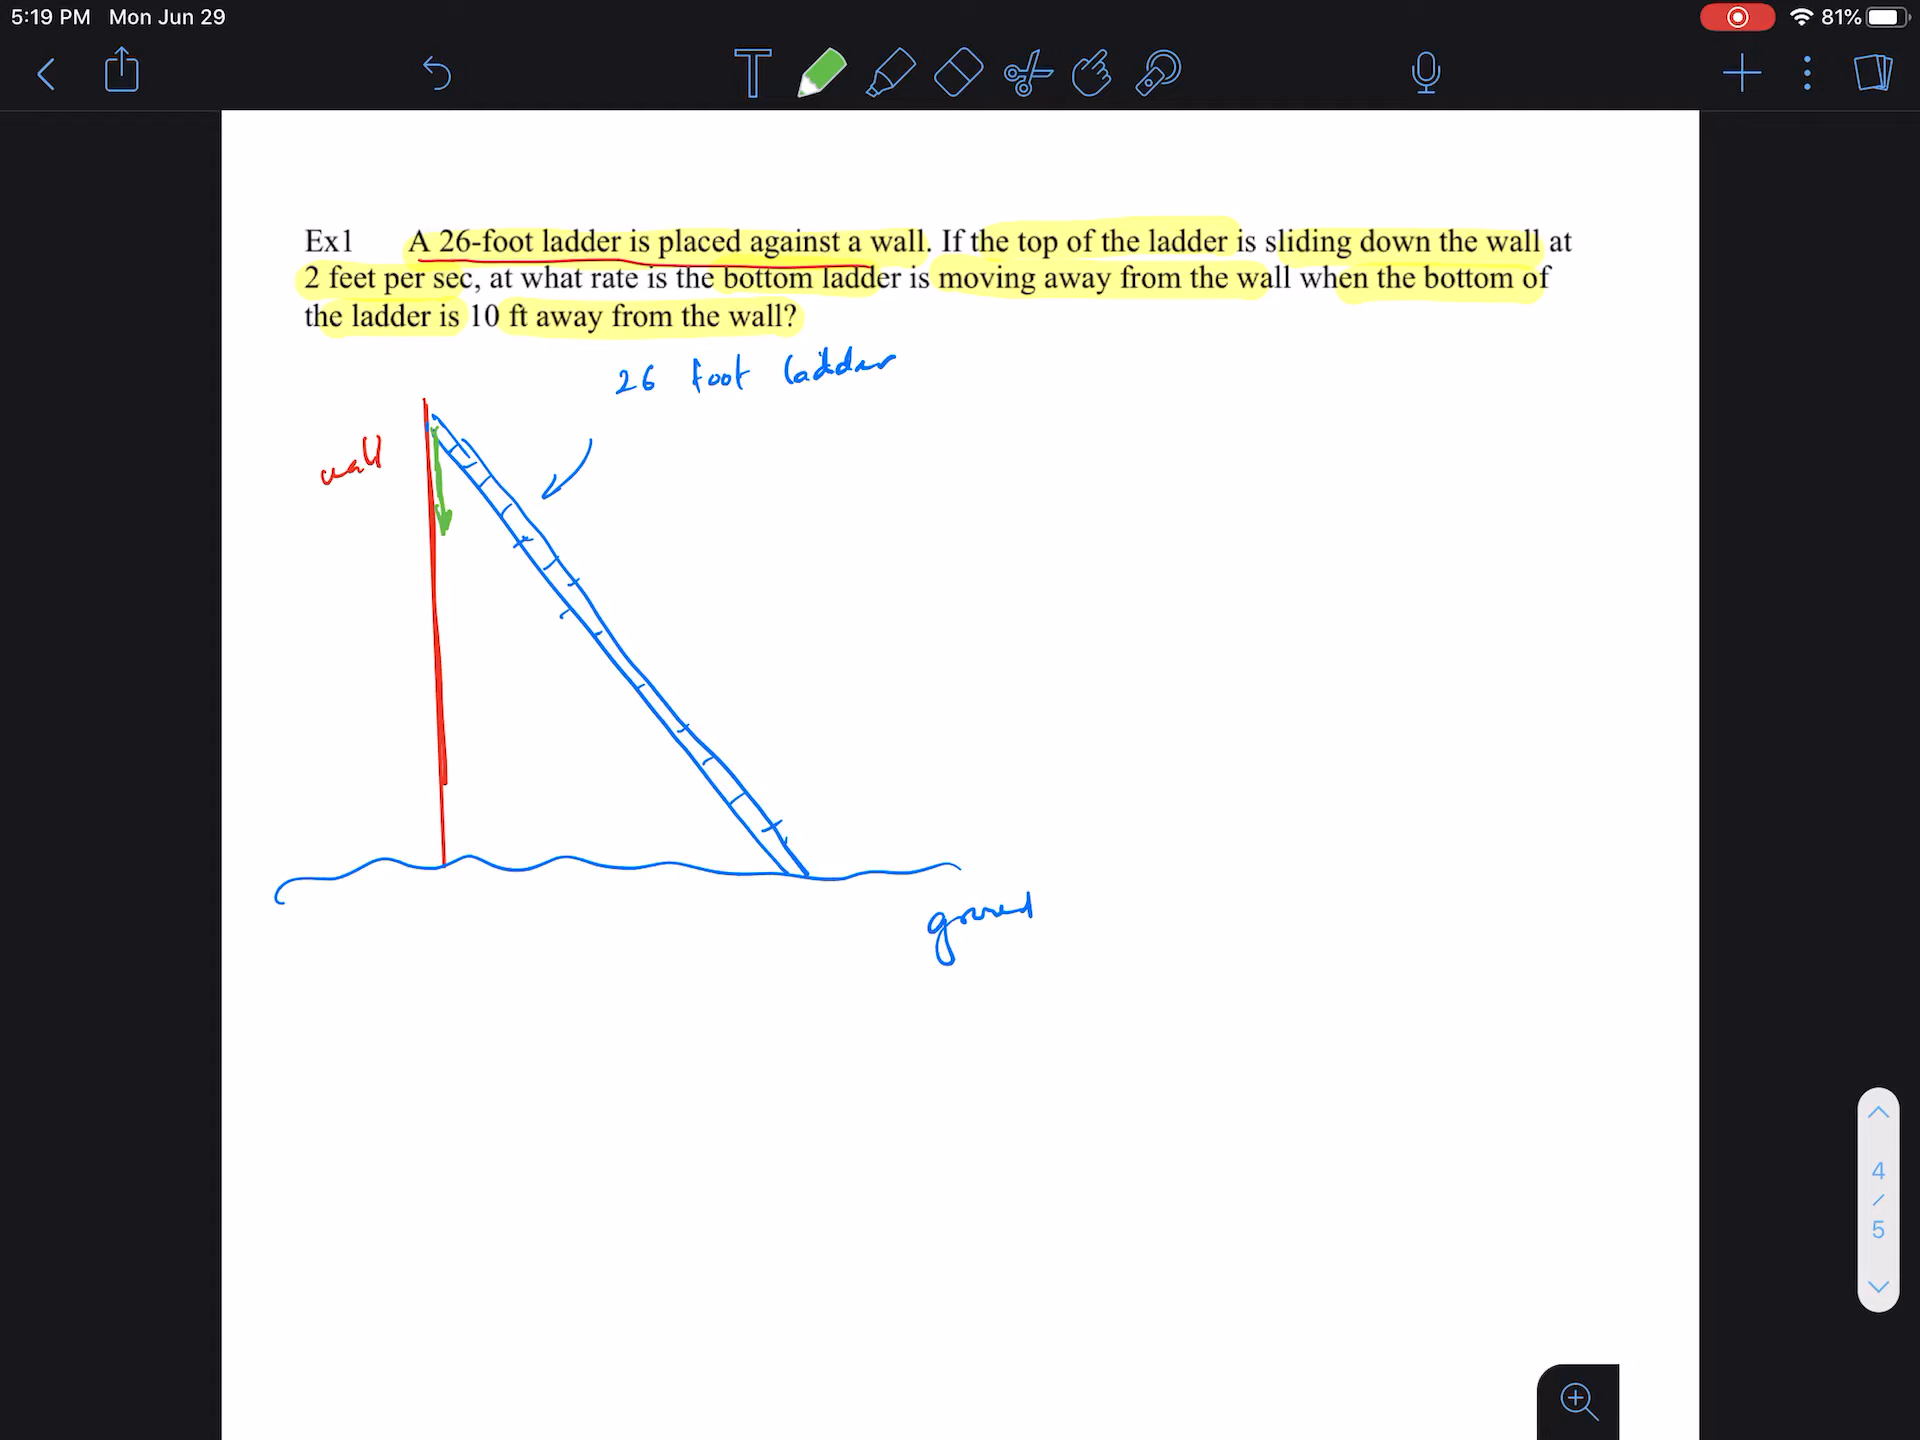 5:19 PM Mon Jun 29
81%
T
Ex1 A 26-foot ladder is placed against a wall. If the top of the ladder is sliding down the wall at
2 feet per sec, at what rate is the bottom ladder is moving away from the wall when the bottom of
the ladder is 10 ft away from the wall?
26 foot ladder
wall
ground
4
/
5